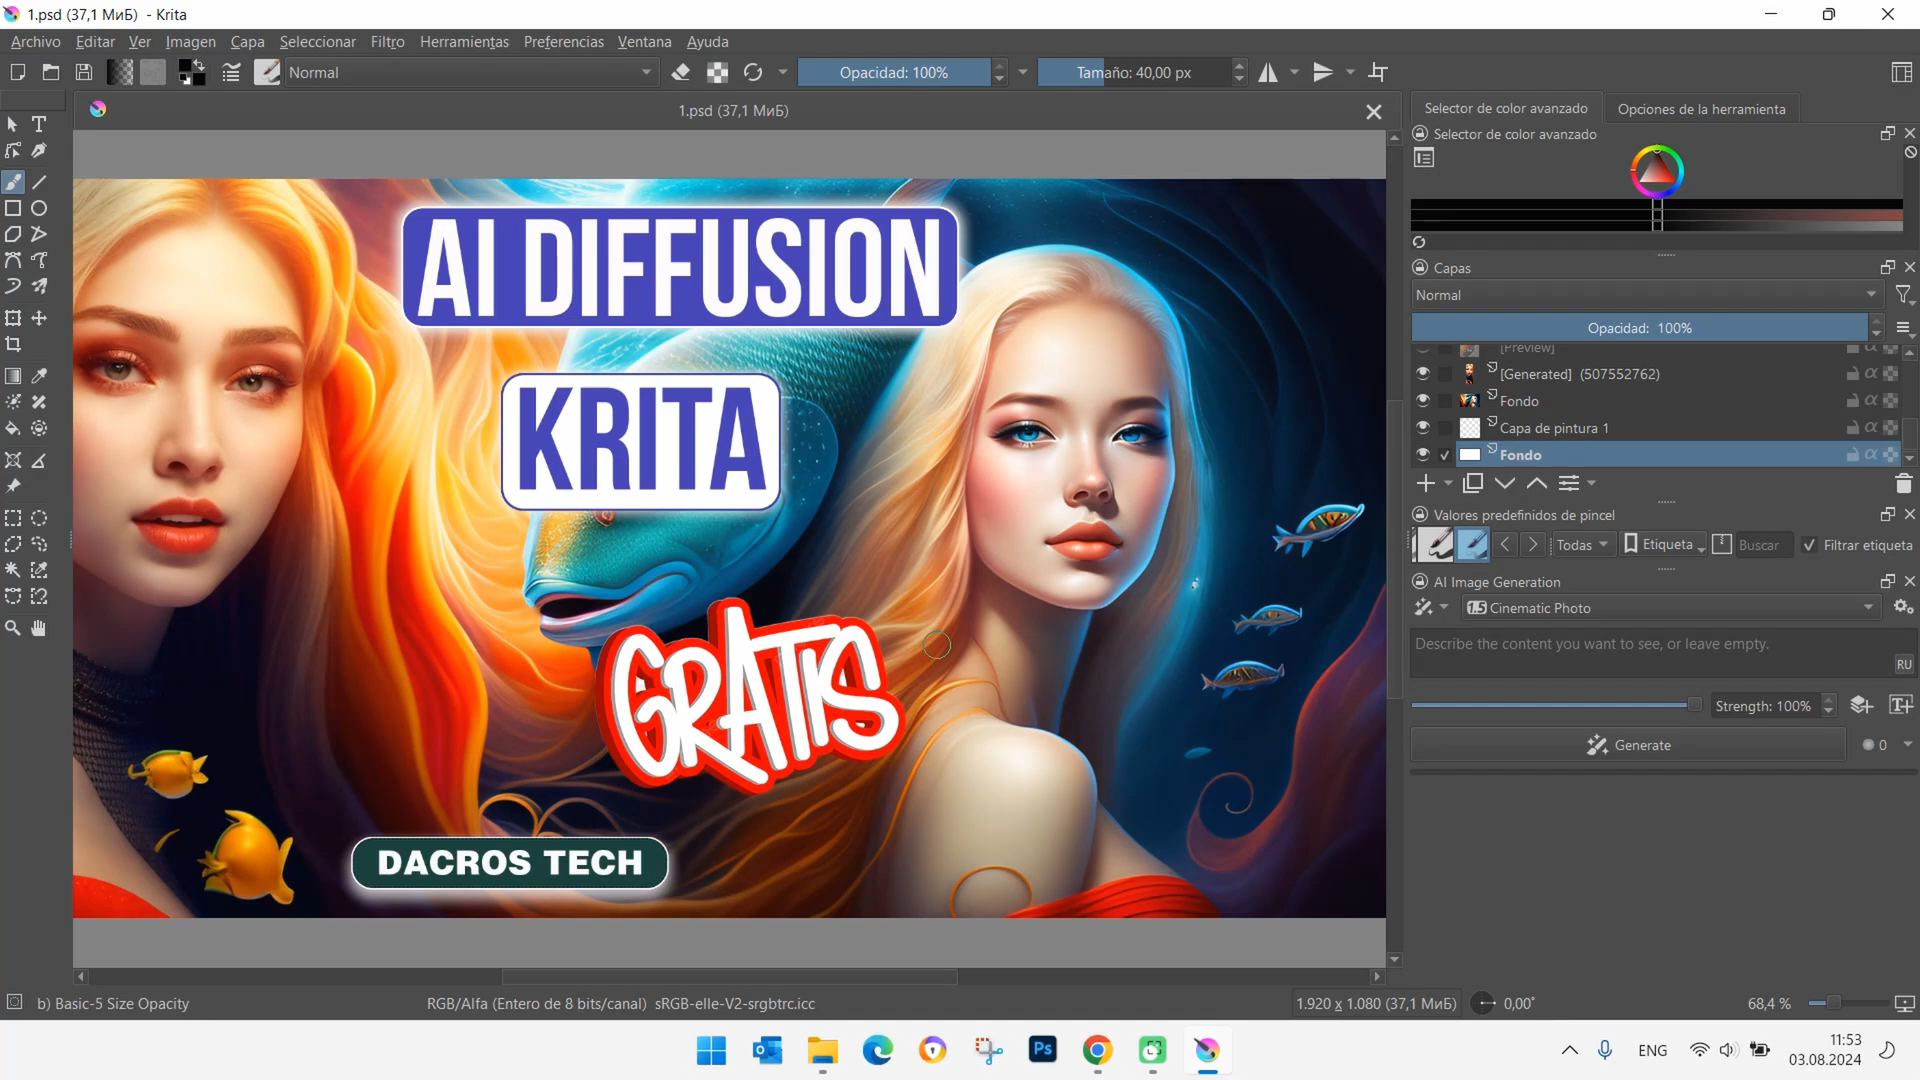 1.psd (37,1 МиБ) - Krita
Archivo Editar Ver Imagen Capa Seleccionar Filtro Herramientas Preferencias Ventana Ayuda
Normal
Opacidad: 100%
Tamaño: 40,00 px
1.psd (37,1 МиБ)
Selector de color avanzado
Opciones de la herramienta
Selector de color avanzado
AI DIFFUSION
KRITA
GRATIS
DACROS TECH
Capas
Normal
Opacidad: 100%
[Preview]
[Generated] (507552762)
Fondo
Capa de pintura 1
Fondo
Valores predefinidos de pincel
Todas
Etiqueta
Buscar
Filtrar etiqueta
AI Image Generation
1.5 Cinematic Photo
Describe the content you want to see, or leave empty.
RU
Strength: 100%
Generate
0
b) Basic-5 Size Opacity
RGB/Alfa (Entero de 8 bits/canal) sRGB-elle-V2-srgbtrc.icc
1.920 x 1.080 (37,1 МиБ)
0,00°
68,4 %
Ps
ENG
11:53
03.08.2024